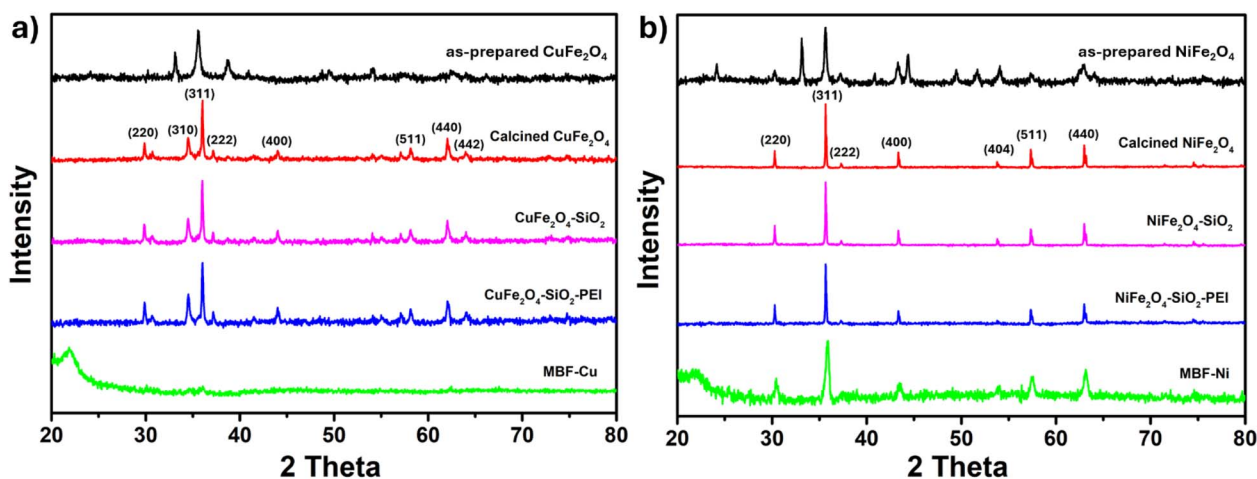 a)
as-prepared CuFe₂O₄
(311)
(220)
(310)
(222)
(400)
(511)
(440)
(442)
Calcined CuFe₂O₄
CuFe₂O₄-SiO₂
CuFe₂O₄-SiO₂-PEI
MBF-Cu
Intensity
20 30 40 50 60 70 80
2 Theta
b)
as-prepared NiFe₂O₄
(311)
(220)
(222)
(400)
(404)
(511)
(440)
Calcined NiFe₂O₄
NiFe₂O₄-SiO₂
NiFe₂O₄-SiO₂-PEI
MBF-Ni
Intensity
20 30 40 50 60 70 80
2 Theta